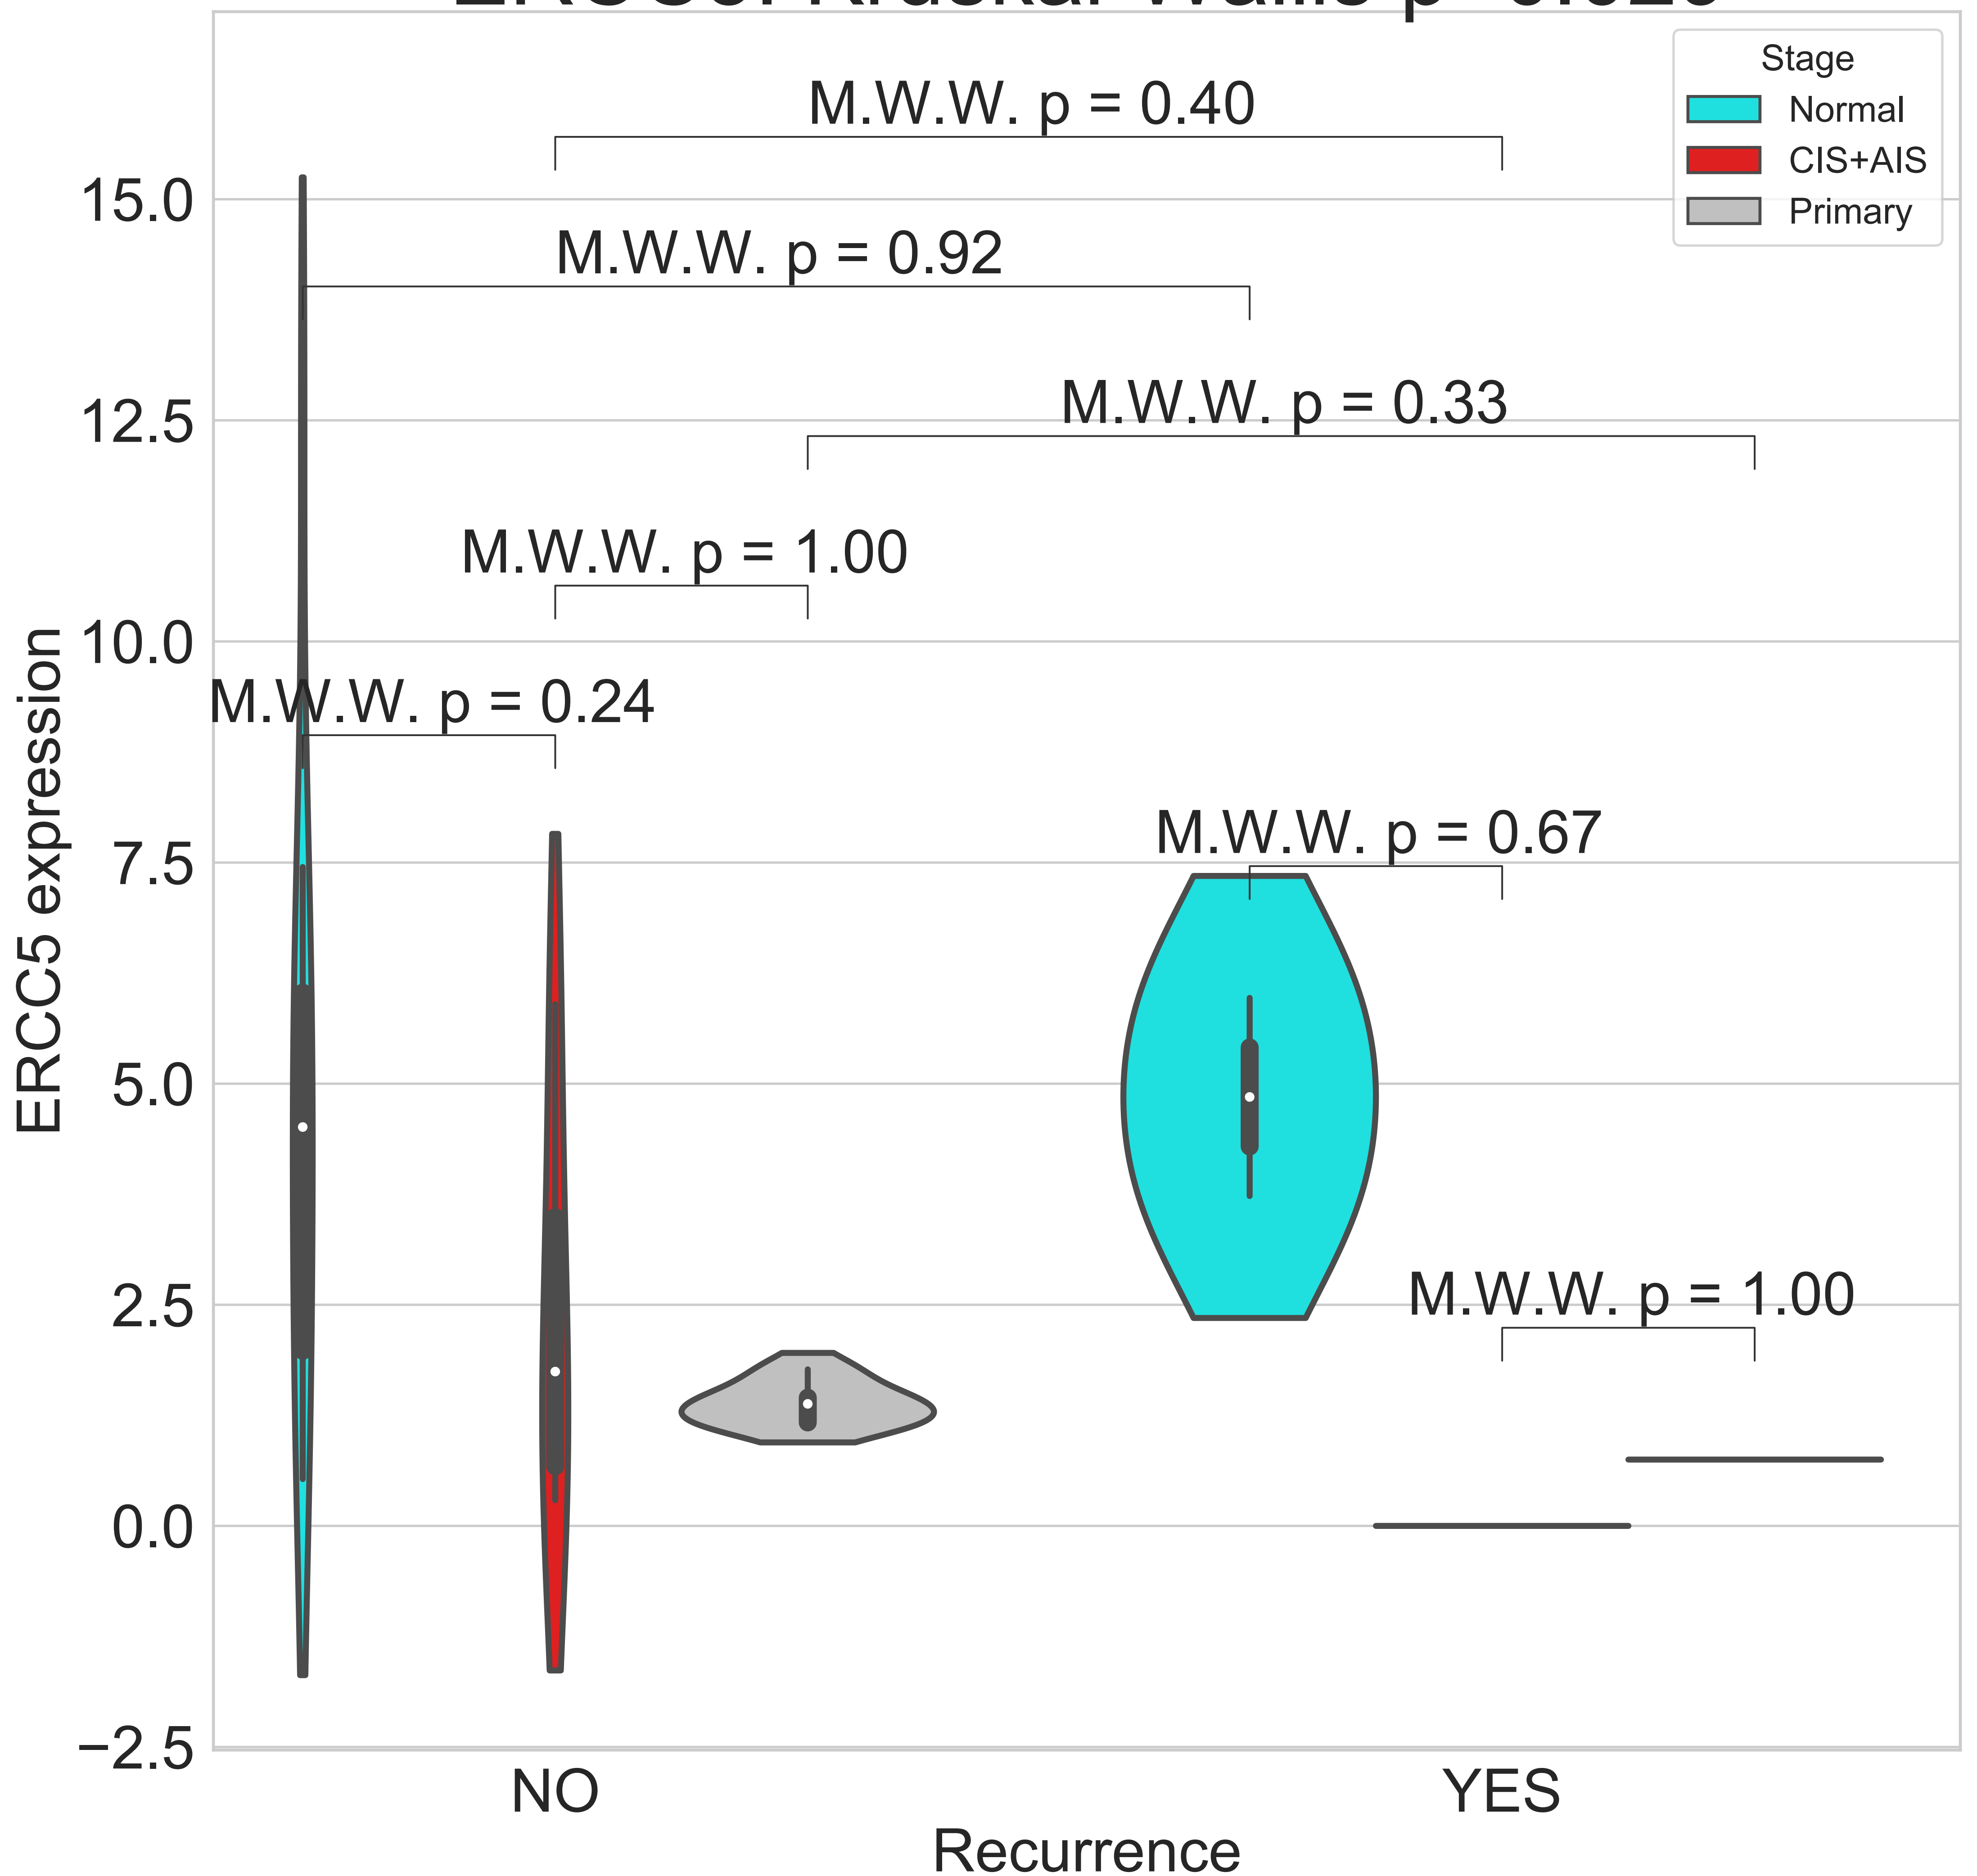 Stage
Normal
CIS+AIS
Primary
M.W.W. p = 0.40
M.W.W. p = 0.92
M.W.W. p = 0.33
M.W.W. p = 1.00
M.W.W. p = 0.24
M.W.W. p = 0.67
M.W.W. p = 1.00
15.0
12.5
10.0
7.5
5.0
2.5
0.0
−2.5
ERCC5 expression
NO YES
Recurrence